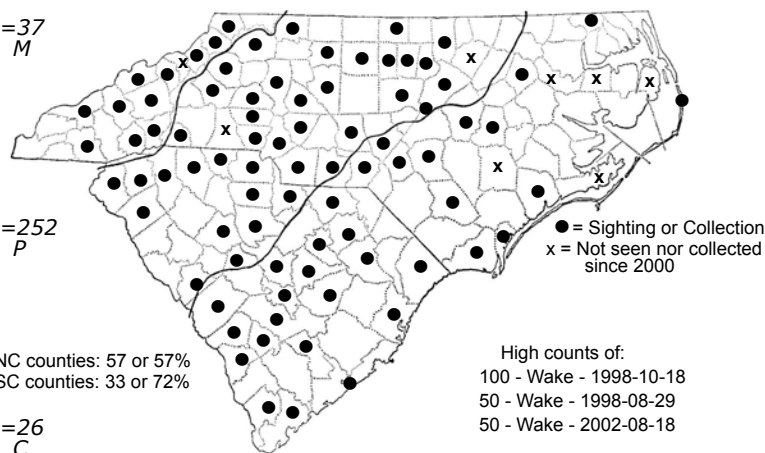 =37
M
=252
P
● = Sighting or Collection
x = Not seen nor collected
since 2000
NC counties: 57 or 57%
SC counties: 33 or 72%
High counts of:
100 - Wake - 1998-10-18
50 - Wake - 1998-08-29
50 - Wake - 2002-08-18
=26
C